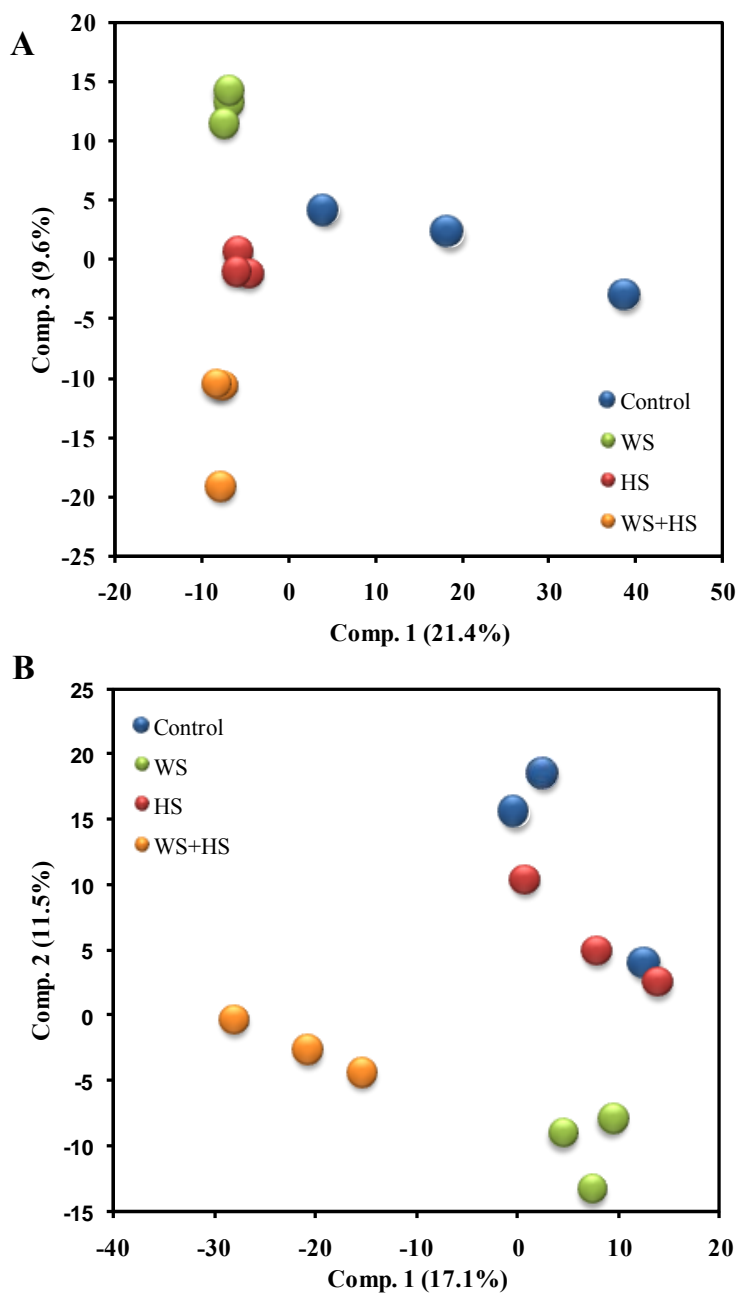 A
20
15
10
5
0
-5
-10
-15
-20
-25
Comp. 3 (9.6%)
Control
WS
HS
WS+HS
-20 -10 0 10 20 30 40 50
Comp. 1 (21.4%)
B
25
20
15
10
5
0
-5
-10
-15
Comp. 2 (11.5%)
Control
WS
HS
WS+HS
-40 -30 -20 -10 0 10 20
Comp. 1 (17.1%)